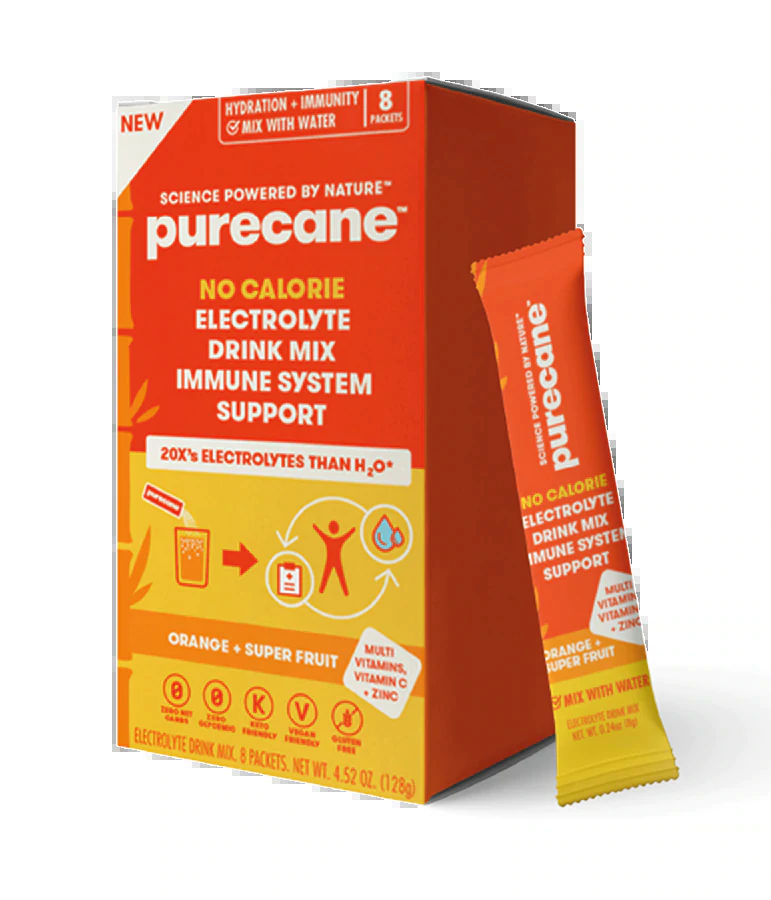 NEW
HYDRATION + IMMUNITY
MIX WITH WATER
8
PACKETS
SCIENCE POWERED BY NATURE™
purecane™
NO CALORIE
ELECTROLYTE
DRINK MIX
IMMUNE SYSTEM
SUPPORT
20X's ELECTROLYTES THAN H₂O*
purecane
ORANGE + SUPER FRUIT
MULTI
VITAMINS,
VITAMIN C
+ ZINC
0
ZERO NET
CARBS
0
ZERO
GLYCEMIC
K
KETO
FRIENDLY
V
VEGAN
FRIENDLY
GLUTEN
FREE
ELECTROLYTE DRINK MIX. 8 PACKETS. NET WT. 4.52 OZ. (128g)
SCIENCE POWERED BY NATURE™
purecane™
NO CALORIE
ELECTROLYTE
DRINK MIX
IMMUNE SYSTEM
SUPPORT
MULTI
VITAMIN
VITAMIN
+ ZINC
ORANGE +
SUPER FRUIT
MIX WITH WATER
ELECTROLYTE DRINK MIX
NET WT. 0.24oz